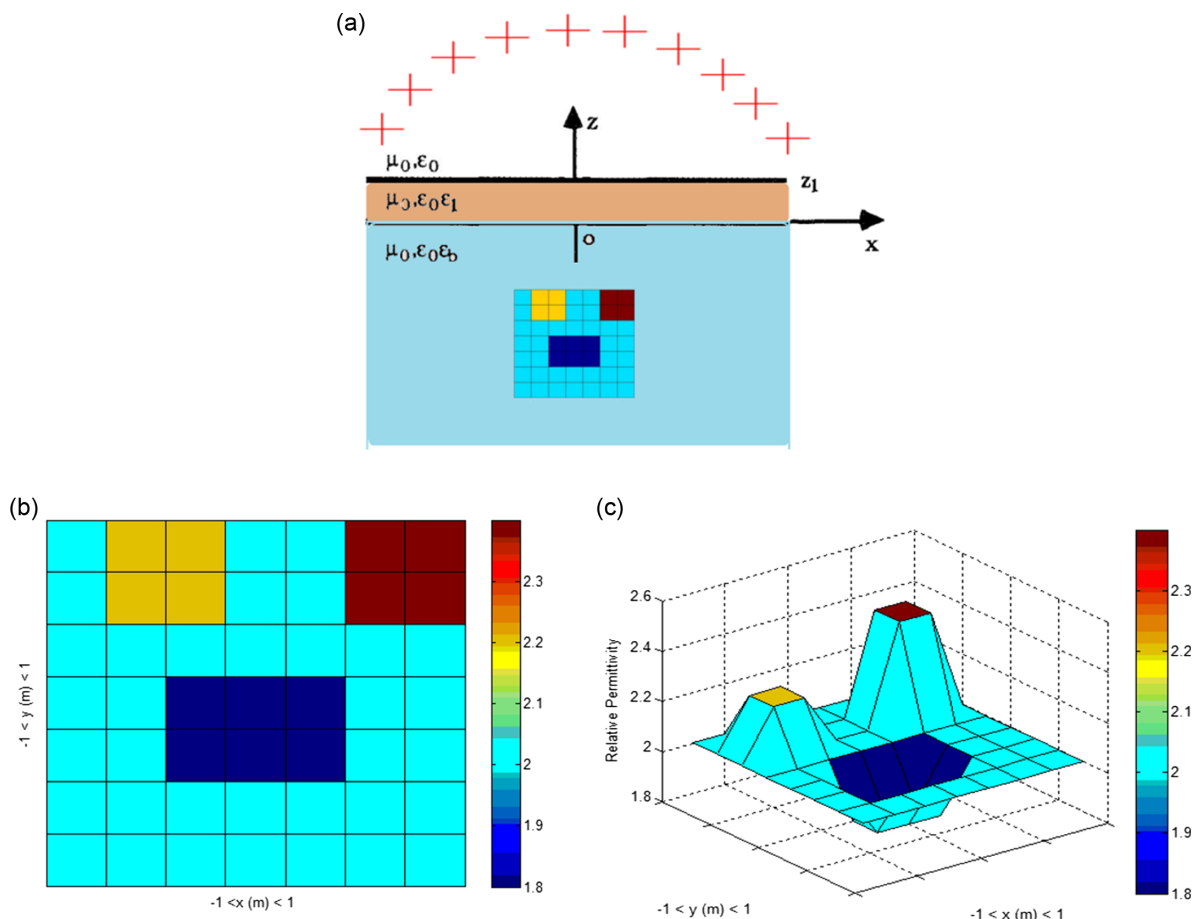 (a)
z
μ0,ε0
z1
μ0,ε0ε1
o
x
μ0,ε0εb
(b)
-1 < y (m) < 1
2.3
2.2
2.1
2
1.9
1.8
-1 <x (m) < 1
(c)
Relative Permittivity
2.6
2.4
2.2
2
1.8
-1 < y (m) < 1
-1 < x (m) < 1
2.3
2.2
2.1
2
1.9
1.8